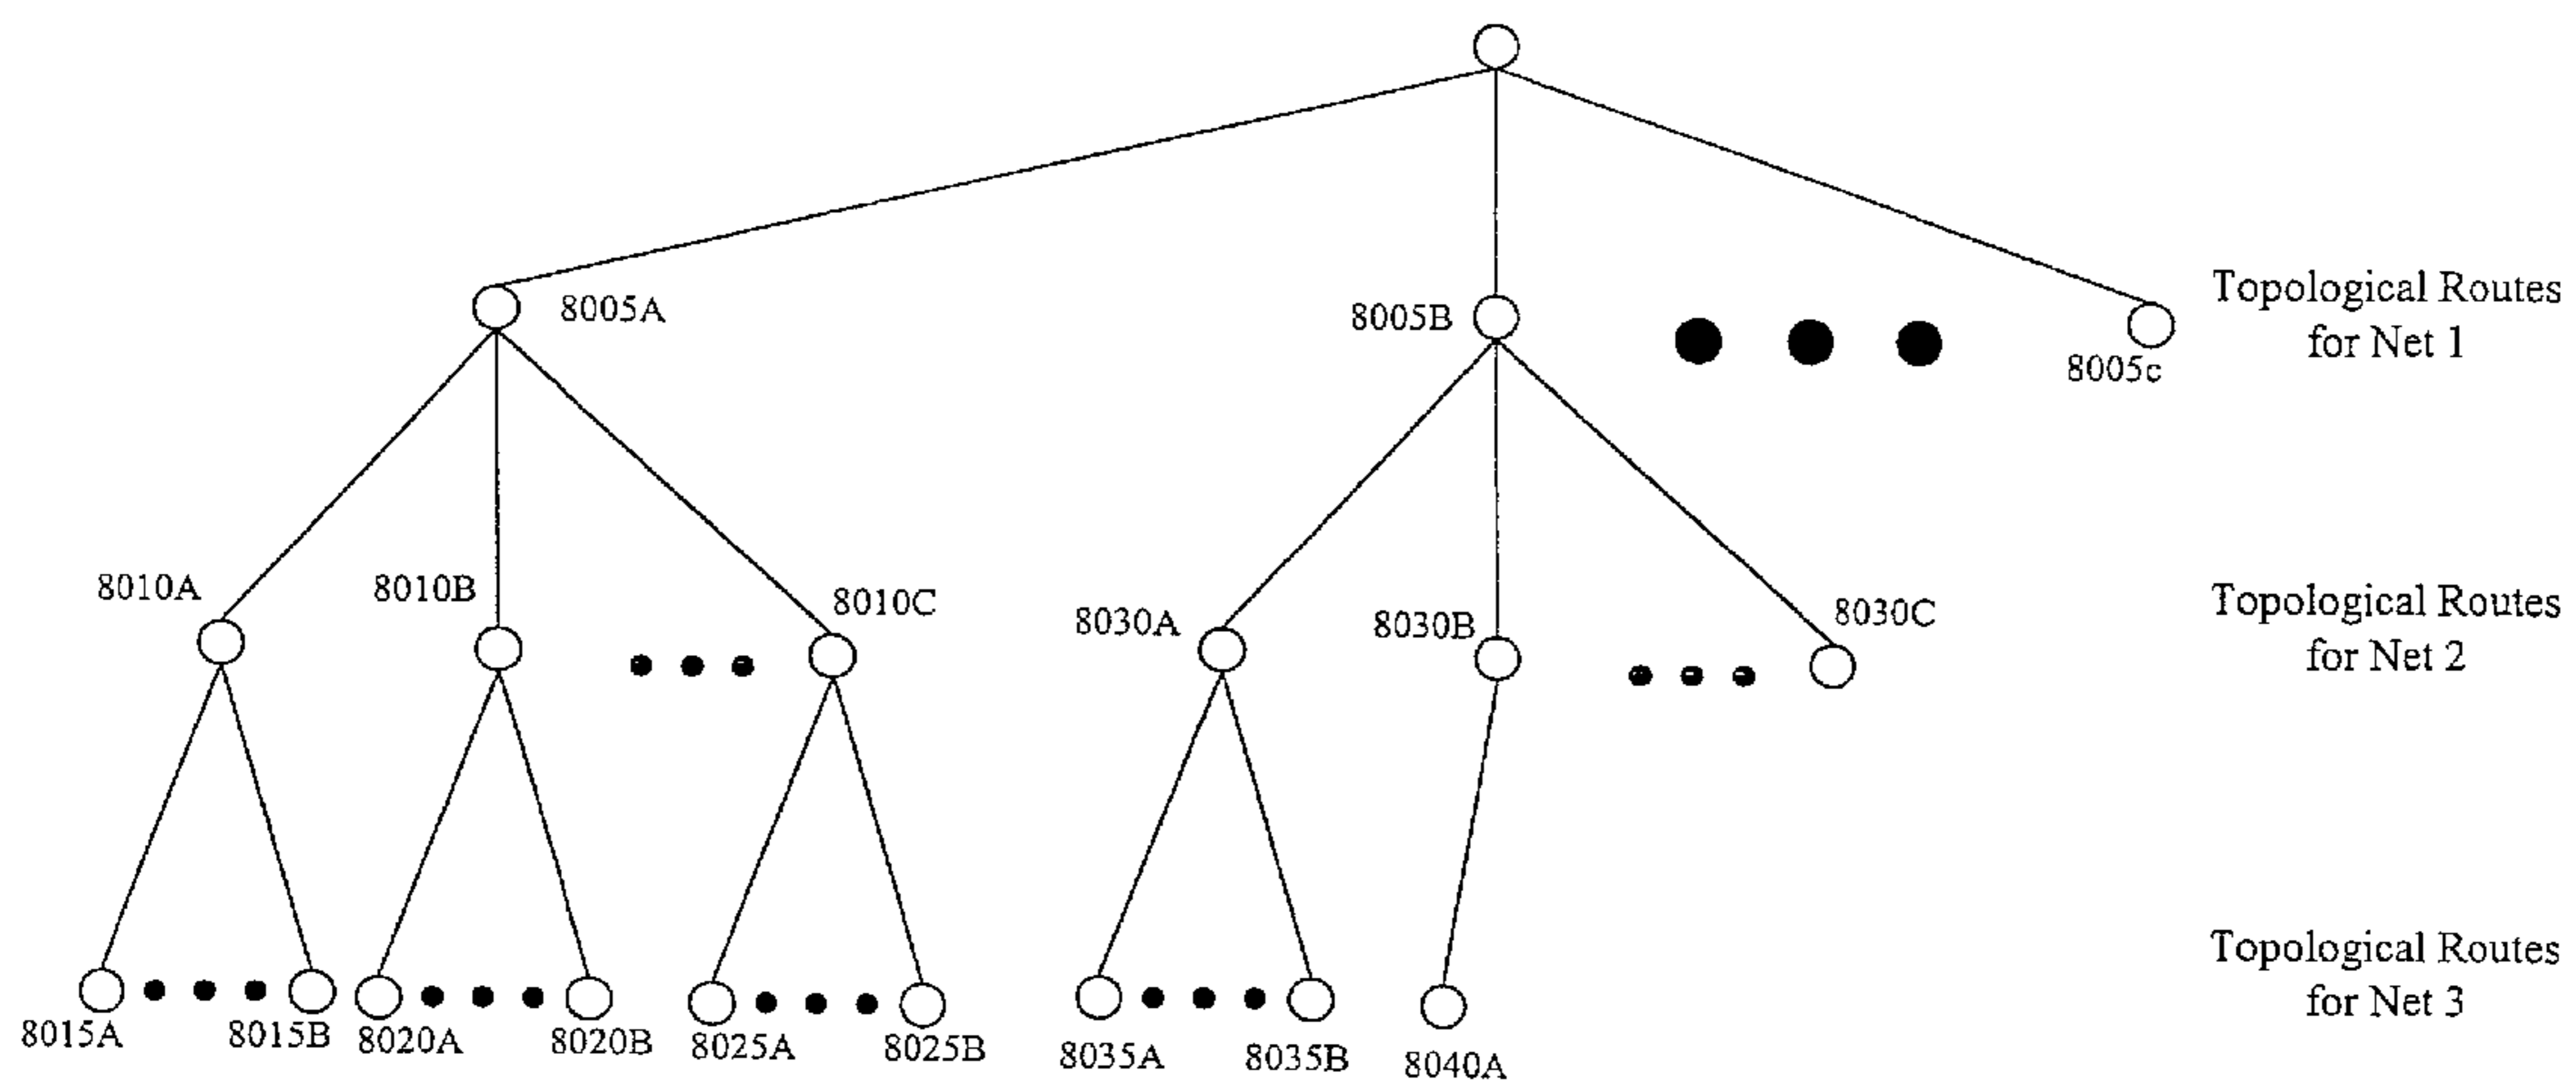 8005A
8005B
8005c
Topological Routes
for Net 1
8010A
8010B
8010C
8030A
8030B
8030C
Topological Routes
for Net 2
8015A
8015B
8020A
8020B
8025A
8025B
8035A
8035B
8040A
Topological Routes
for Net 3